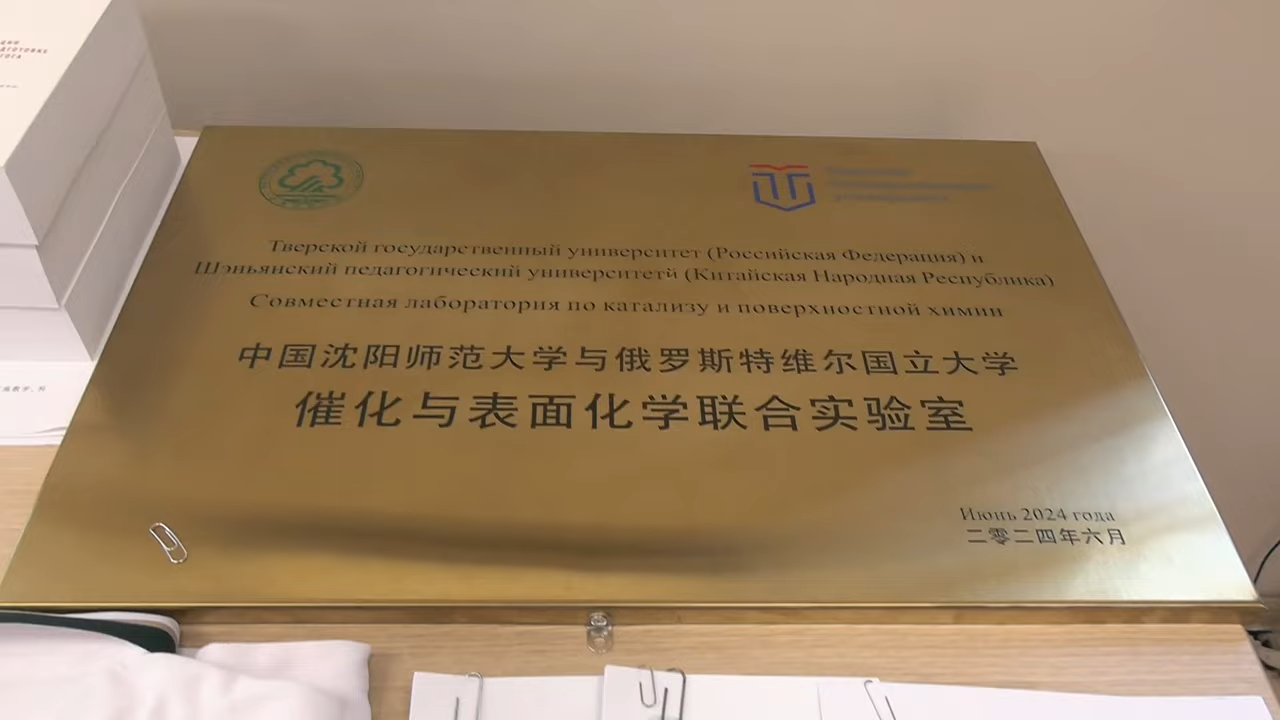 Тверской государственный университет (Российская Федерация) и
Шэньянский педагогический университетй (Китайская Народная Республика)
Совместная лаборатория по катализу и поверхностной химии
中国沈阳师范大学与俄罗斯特维尔国立大学
催化与表面化学联合实验室
Июнь 2024 года
二零二四年六月